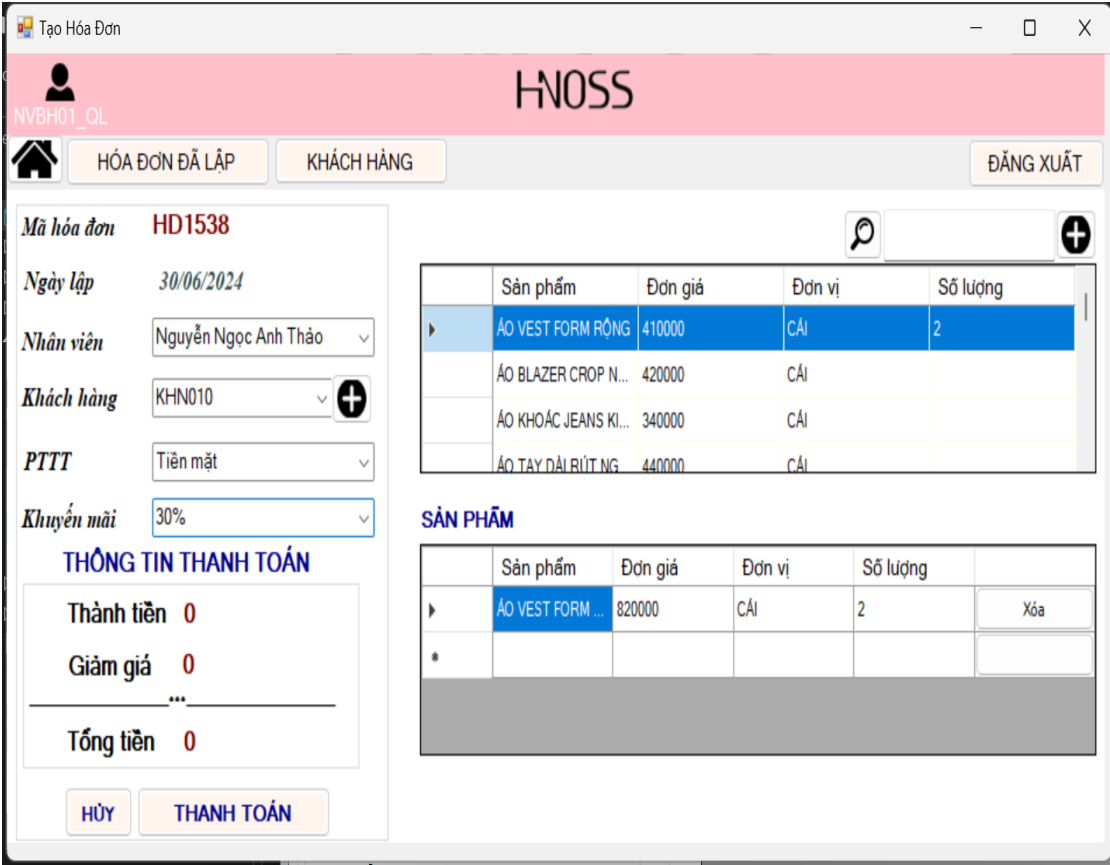 Tạo Hóa Đơn
HNOSS
NVBH01_QL
HÓA ĐƠN ĐÃ LẬP
KHÁCH HÀNG
ĐĂNG XUẤT
Mã hóa đơn HD1538
Ngày lập 30/06/2024
Nhân viên Nguyễn Ngọc Anh Thảo
Khách hàng KHN010
PTTT Tiền mặt
Khuyến mãi 30%
THÔNG TIN THANH TOÁN
Thành tiền 0
Giảm giá 0
***
Tổng tiền 0
HỦY THANH TOÁN
Sản phẩm Đơn giá Đơn vị Số lượng
ÁO VEST FORM RỘNG 410000 CÁI 2
ÁO BLAZER CROP N... 420000 CÁI
ÁO KHOÁC JEANS KI... 340000 CÁI
ÁO TAY DÀI RÚT NG 440000 CÁI
SẢN PHẨM
Sản phẩm Đơn giá Đơn vị Số lượng
ÁO VEST FORM ... 820000 CÁI 2 Xóa